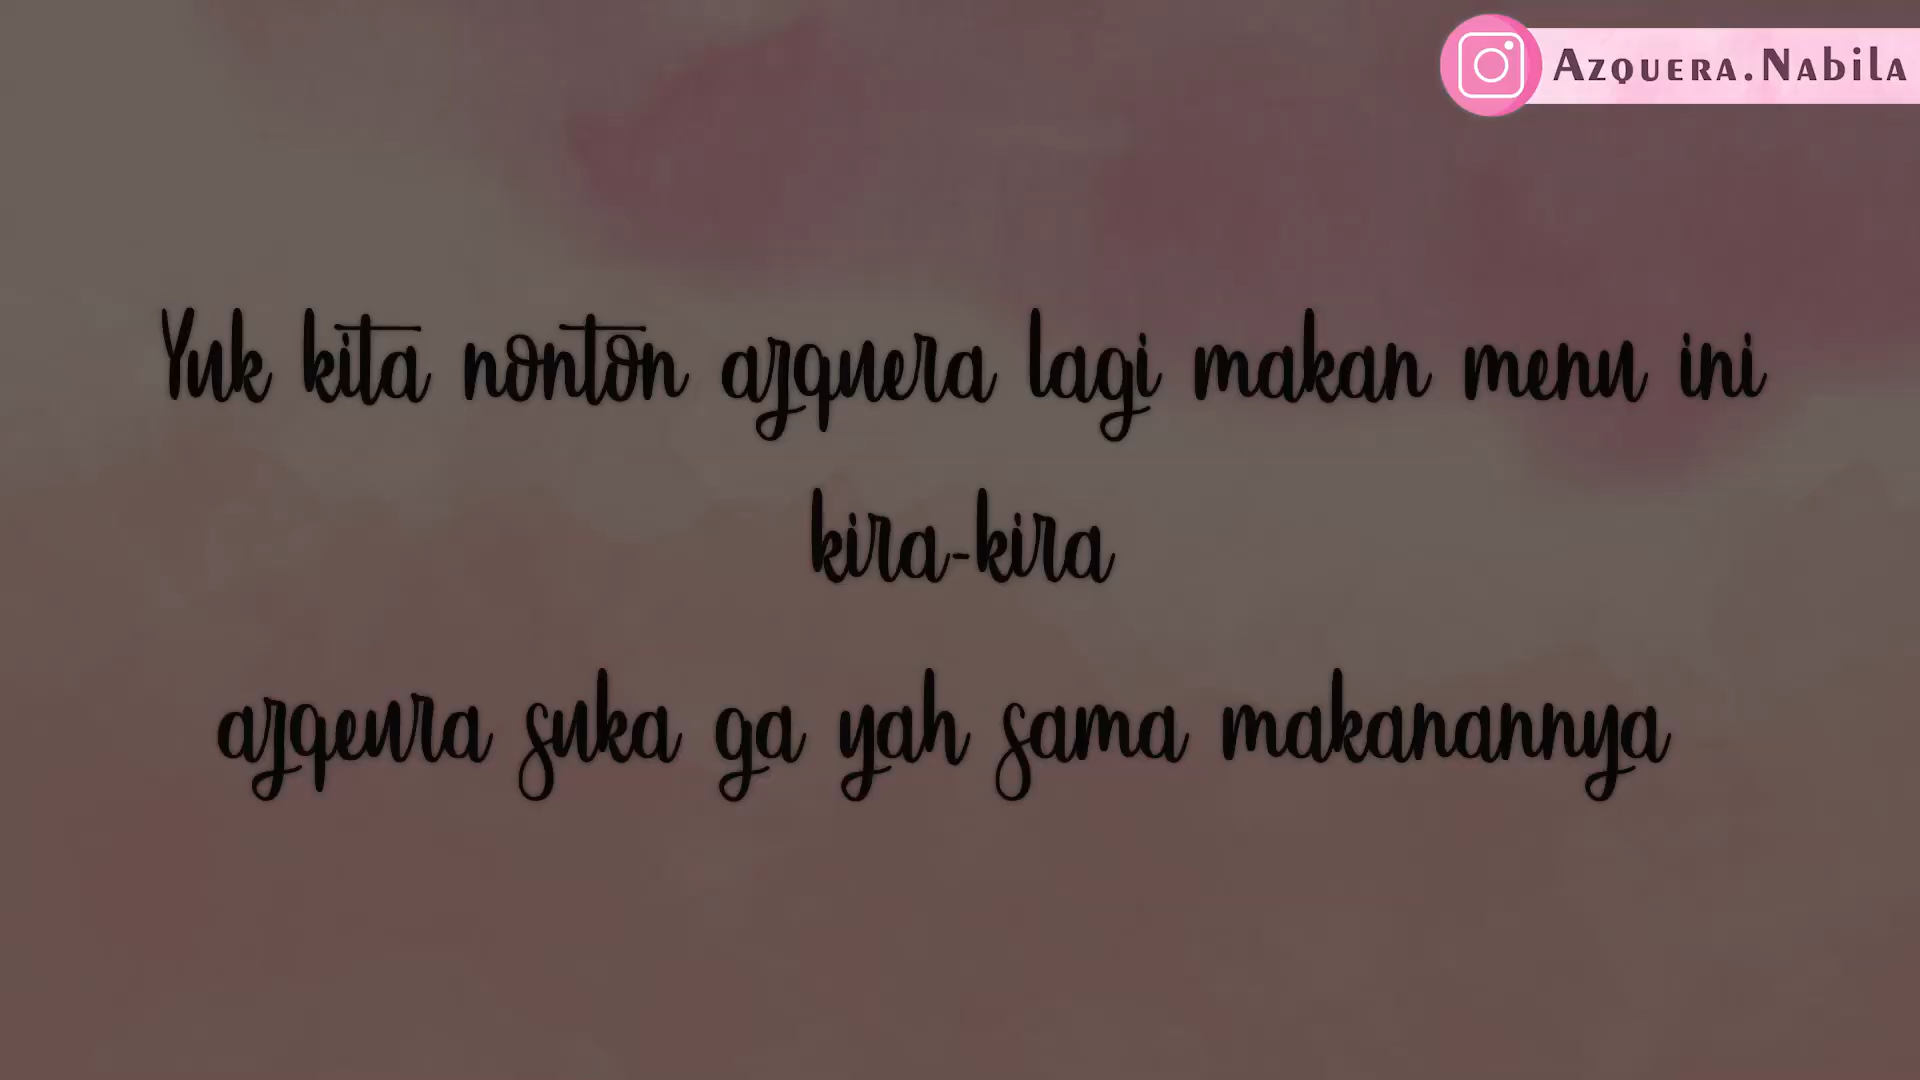 Azquera.Nabila
Yuk kita nonton azquera lagi makan menu ini
kira-kira
azqeura suka ga yah sama makanannya